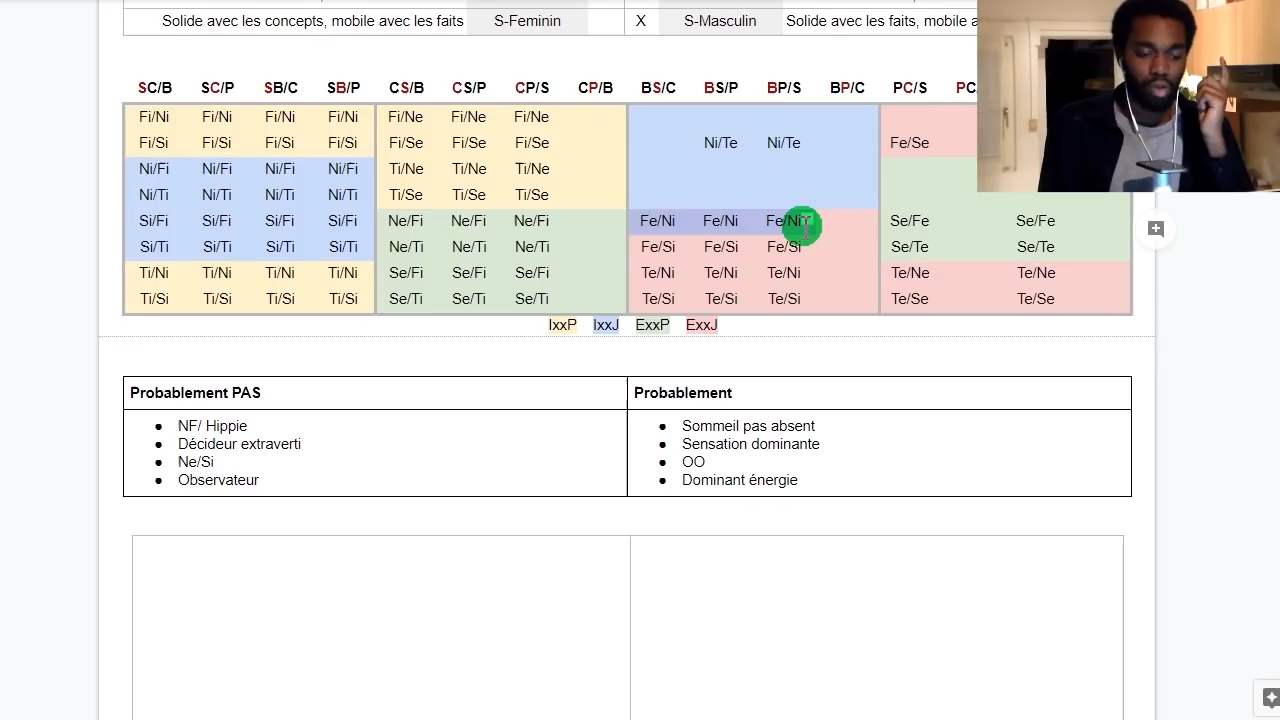 Solide avec les concepts, mobile avec les faits S-Feminin X S-Masculin Solide avec les faits, mobile a
SC/B SC/P SB/C SB/P CS/B CS/P CP/S CP/B BS/C BS/P BP/S BP/C PC/S PC
Fi/Ni Fi/Ni Fi/Ni Fi/Ni Fi/Ne Fi/Ne Fi/Ne
Fi/Si Fi/Si Fi/Si Fi/Si Fi/Se Fi/Se Fi/Se Ni/Te Ni/Te Fe/Se
Ni/Fi Ni/Fi Ni/Fi Ni/Fi Ti/Ne Ti/Ne Ti/Ne
Ni/Ti Ni/Ti Ni/Ti Ni/Ti Ti/Se Ti/Se Ti/Se
Si/Fi Si/Fi Si/Fi Si/Fi Ne/Fi Ne/Fi Ne/Fi Fe/Ni Fe/Ni Fe/Ni Se/Fe Se/Fe
Si/Ti Si/Ti Si/Ti Si/Ti Ne/Ti Ne/Ti Ne/Ti Fe/Si Fe/Si Fe/Si Se/Te Se/Te
Ti/Ni Ti/Ni Ti/Ni Ti/Ni Se/Fi Se/Fi Se/Fi Te/Ni Te/Ni Te/Ni Te/Ne Te/Ne
Ti/Si Ti/Si Ti/Si Ti/Si Se/Ti Se/Ti Se/Ti Te/Si Te/Si Te/Si Te/Se Te/Se
IxxP IxxJ ExxP ExxJ
Probablement PAS Probablement
● NF/ Hippie
● Décideur extraverti
● Ne/Si
● Observateur
● Sommeil pas absent
● Sensation dominante
● OO
● Dominant énergie